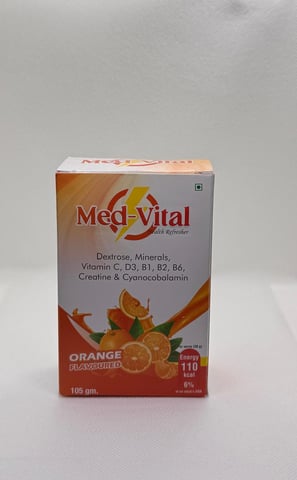 Med-Vital
Health Refresher
Dextrose, Minerals,
Vitamin C, D3, B1, B2, B6,
Creatine & Cyanocobolamin
ORANGE
FLAVOURED
105 gm.
Energy
110
kcal
6%